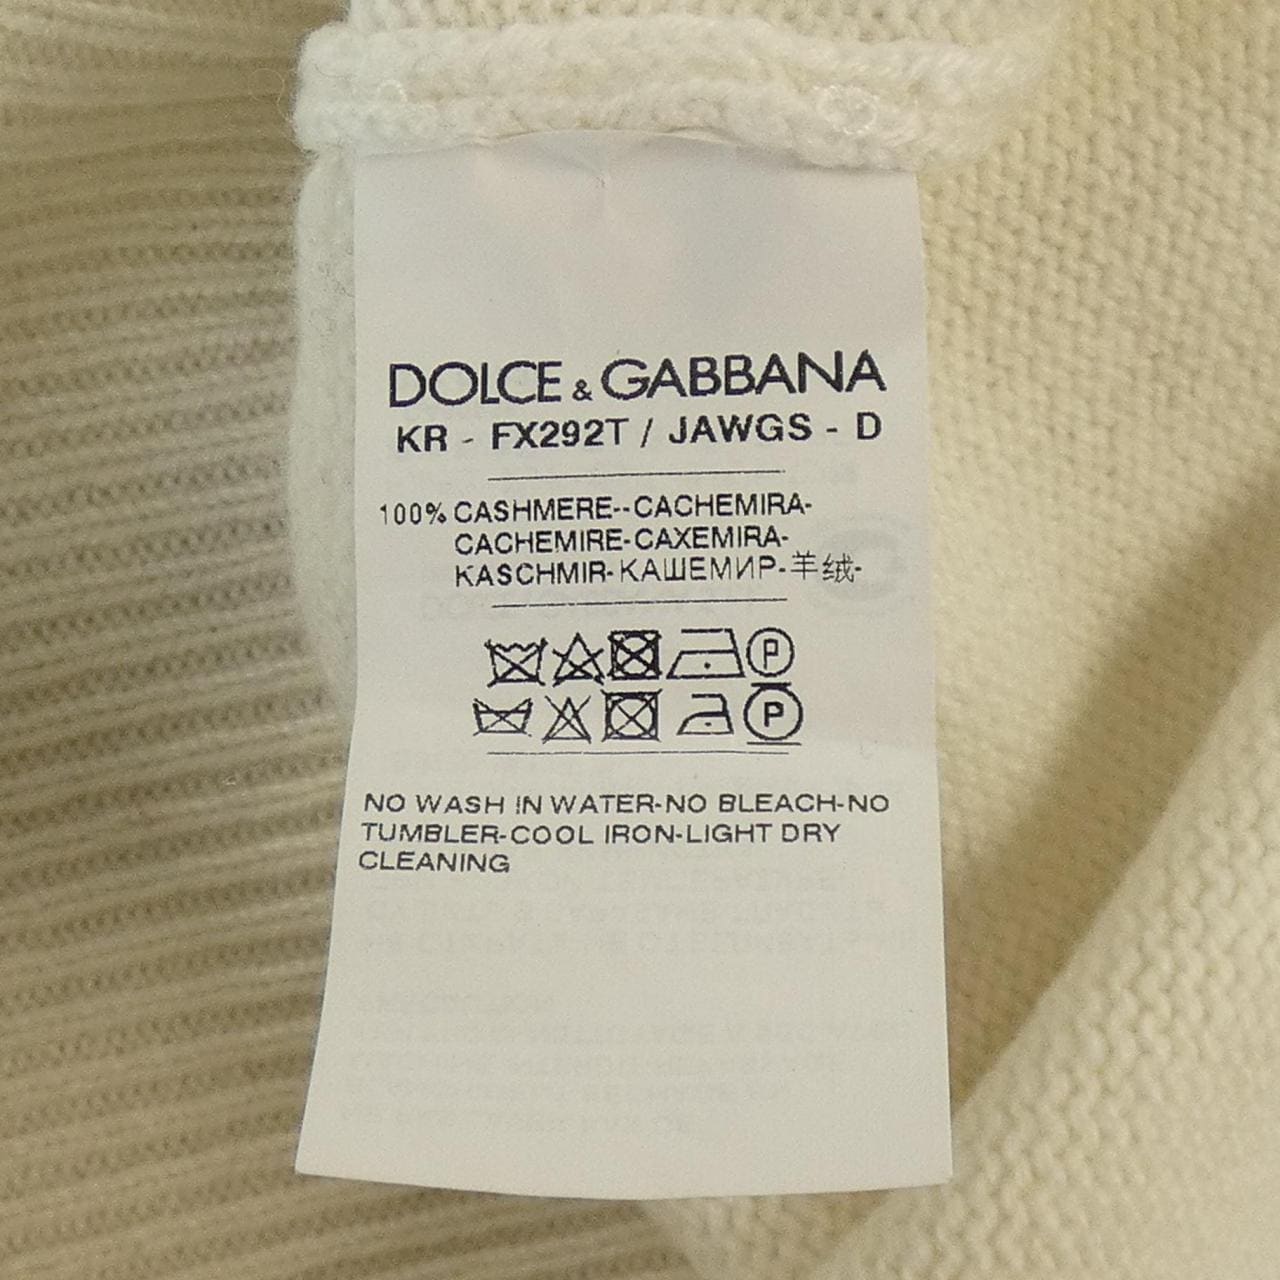 DOLCE & GABBANA
KR - FX292T / JAWGS - D
100% CASHMERE--CACHEMIRA-
CACHEMIRE-CAXEMIRA-
KASCHMIR-КАШЕМИР-羊绒-
P
P
NO WASH IN WATER-NO BLEACH-NO
TUMBLER-COOL IRON-LIGHT DRY
CLEANING